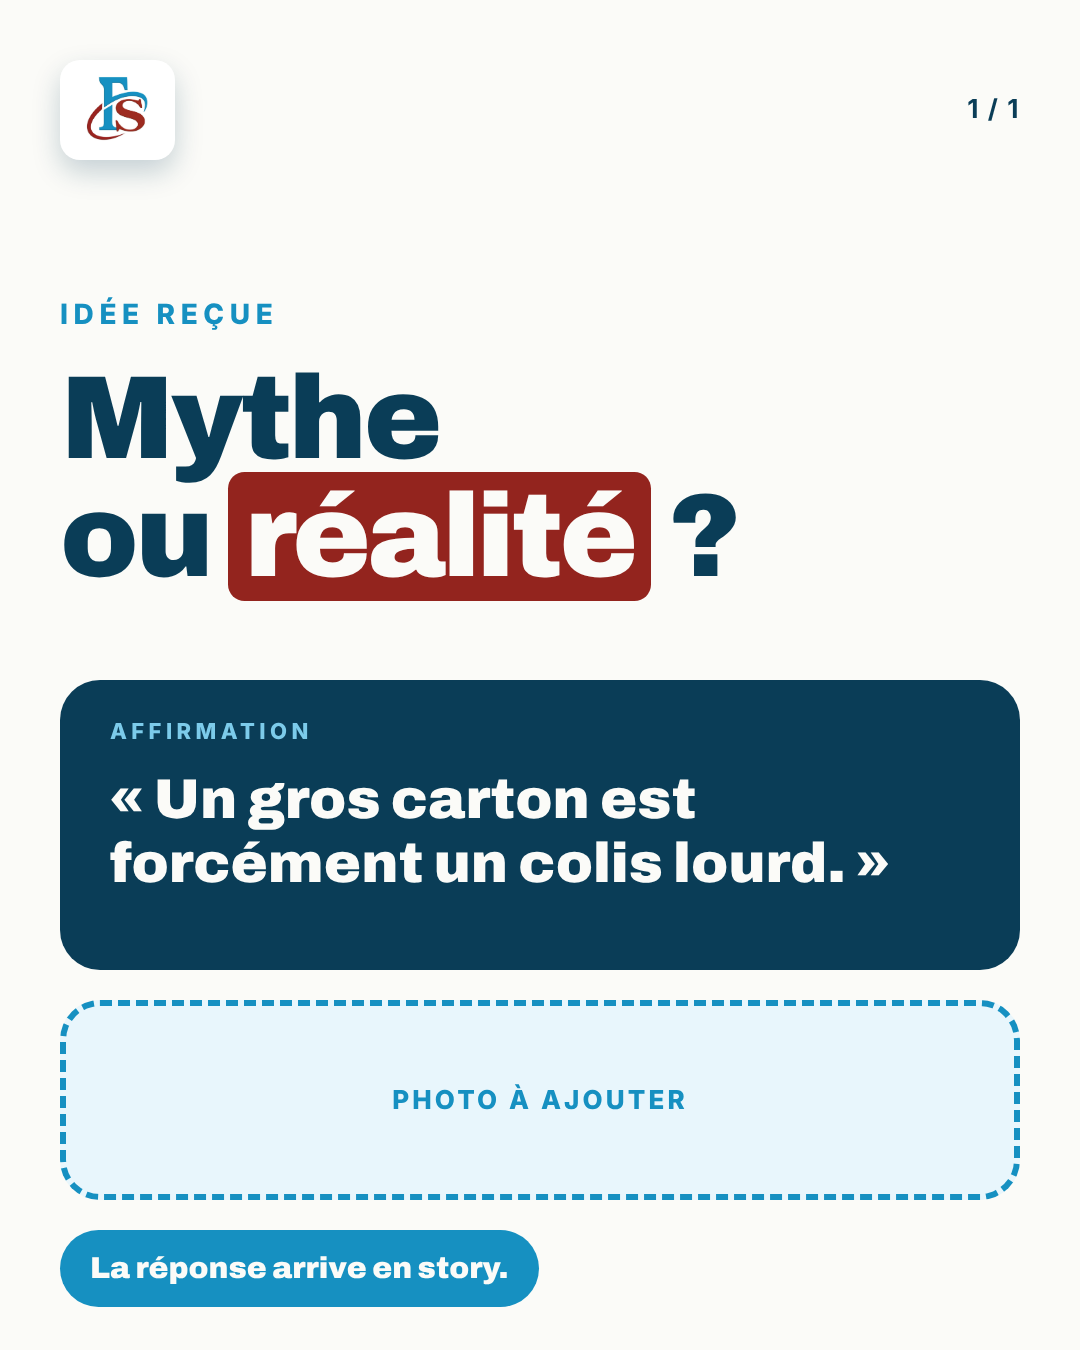 FS
1 / 1
IDÉE REÇUE
Mythe
ou réalité ?
AFFIRMATION
« Un gros carton est
forcément un colis lourd. »
PHOTO À AJOUTER
La réponse arrive en story.